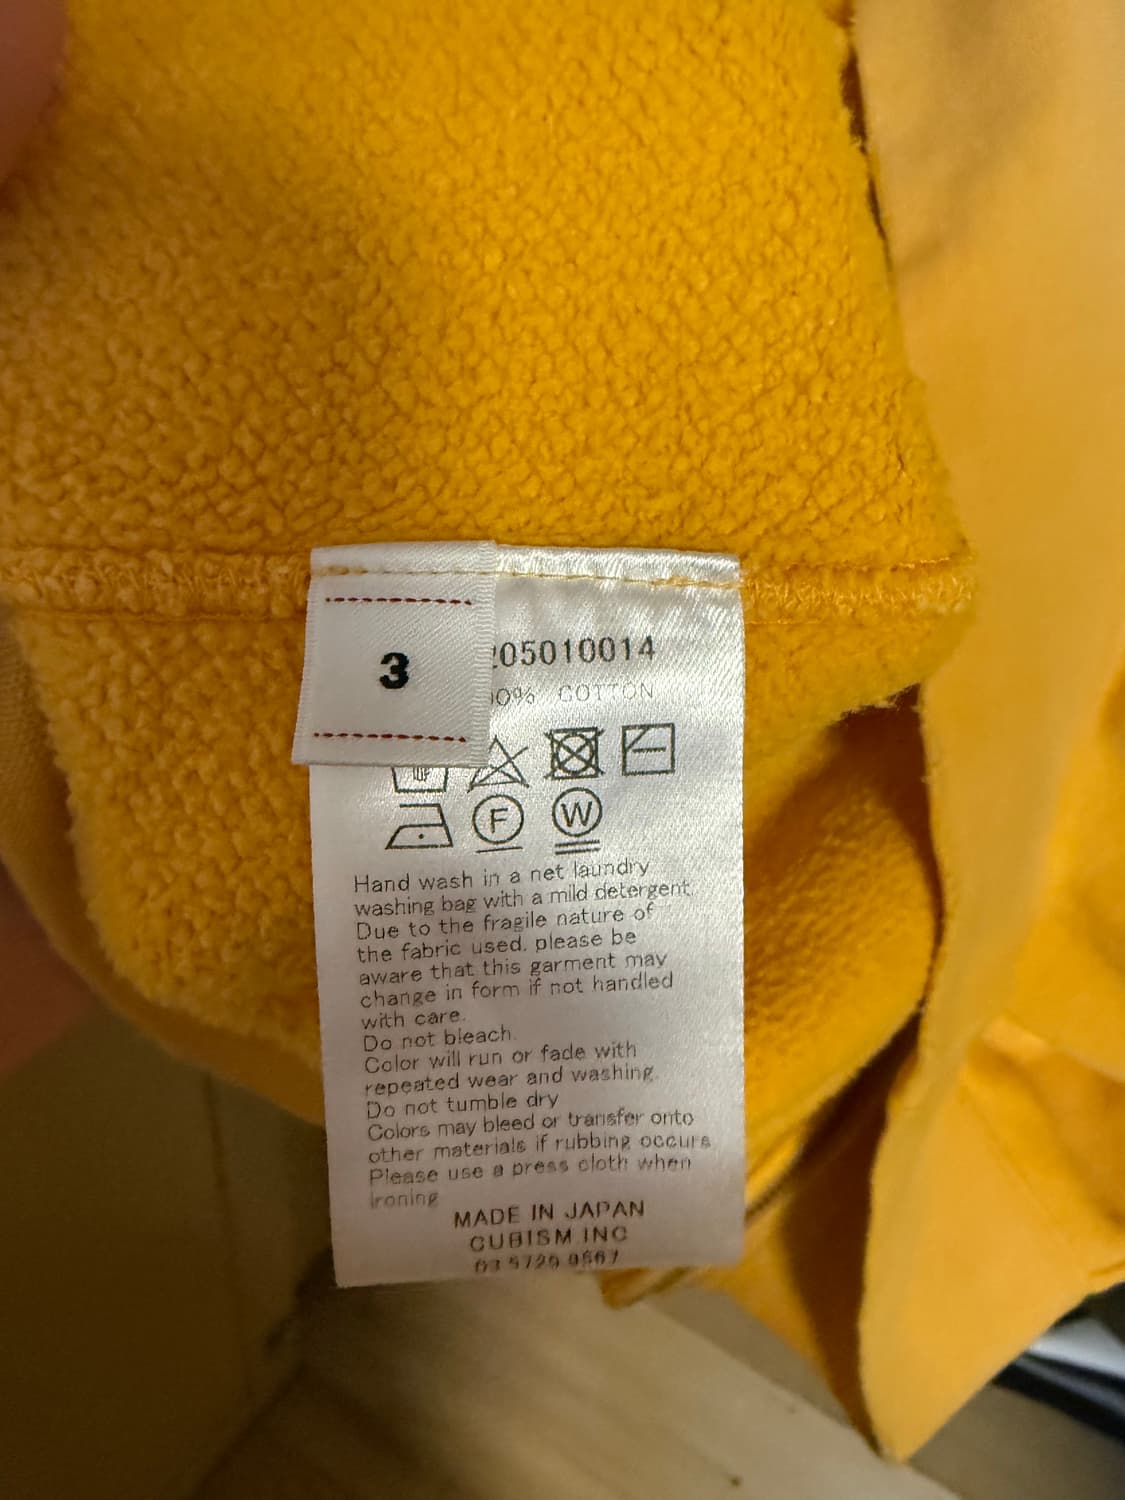 3
05010014
0% COTTON
F
W
Hand wash in a net laundry
washing bag with a mild detergent.
Due to the fragile nature of
the fabric used, please be
aware that this garment may
change in form if not handled
with care.
Do not bleach.
Color will run or fade with
repeated wear and washing.
Do not tumble dry
Colors may bleed or transfer onto
other materials if rubbing occurs
Please use a press cloth when
ironing
MADE IN JAPAN
CUBISM INC
03 5729